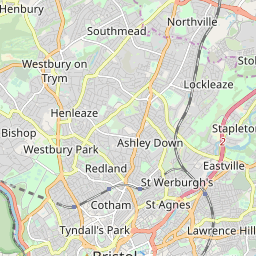 Henbury
Northville
Southmead
Westbury on
Trym
Lockleaze
Henleaze
Bishop
Stapleton
Ashley Down
Westbury Park
Eastville
Redland
St Werburgh's
Cotham
St Agnes
Tyndall's Park
Lawrence Hill
Bristol